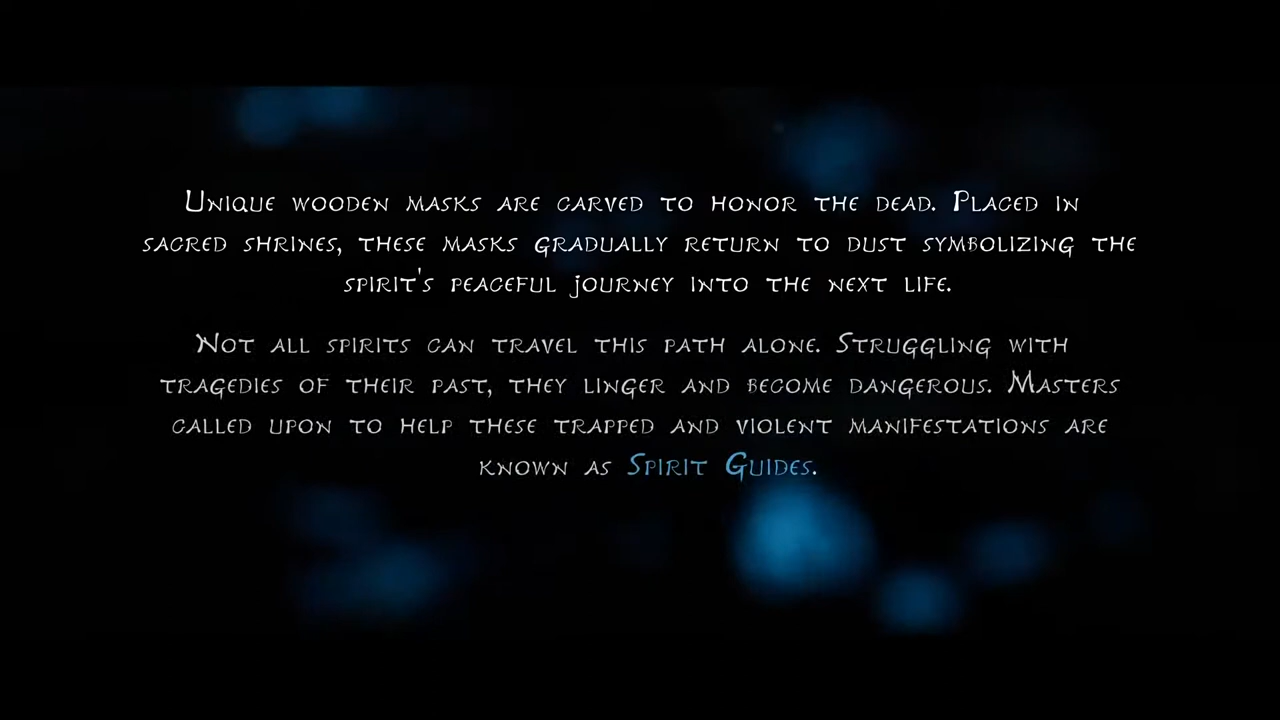 Unique wooden masks are carved to honor the dead. Placed in
sacred shrines, these masks gradually return to dust symbolizing the
spirit's peaceful journey into the next life.
Not all spirits can travel this path alone. Struggling with
tragedies of their past, they linger and become dangerous. Masters
called upon to help these trapped and violent manifestations are
known as Spirit Guides.